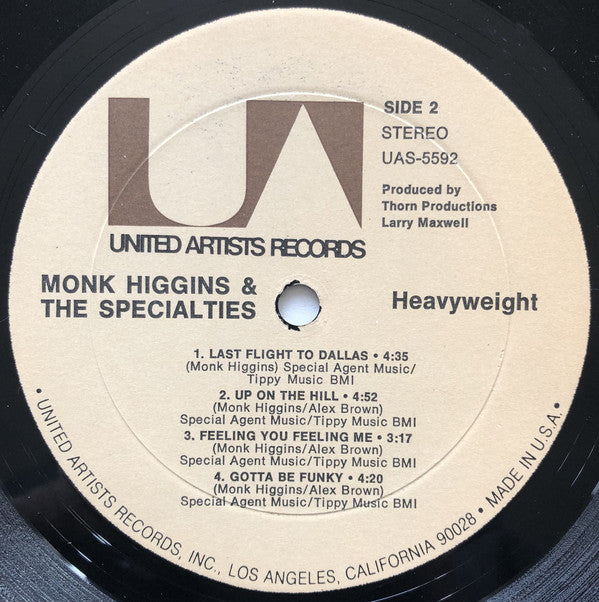 UA
SIDE 2
STEREO
UAS-5592
Produced by
Thorn Productions
Larry Maxwell
UNITED ARTISTS RECORDS
MONK HIGGINS &
THE SPECIALTIES
Heavyweight
1. LAST FLIGHT TO DALLAS • 4:35
(Monk Higgins) Special Agent Music/
Tippy Music BMI
2. UP ON THE HILL • 4:52
(Monk Higgins/Alex Brown)
Special Agent Music/Tippy Music BMI
3. FEELING YOU FEELING ME • 3:17
(Monk Higgins/Alex Brown)
Special Agent Music/Tippy Music BMI
4. GOTTA BE FUNKY • 4:20
(Monk Higgins/Alex Brown)
Special Agent Music/Tippy Music BMI
• UNITED ARTISTS RECORDS, INC., LOS ANGELES, CALIFORNIA 90028 • MADE IN U.S.A. •